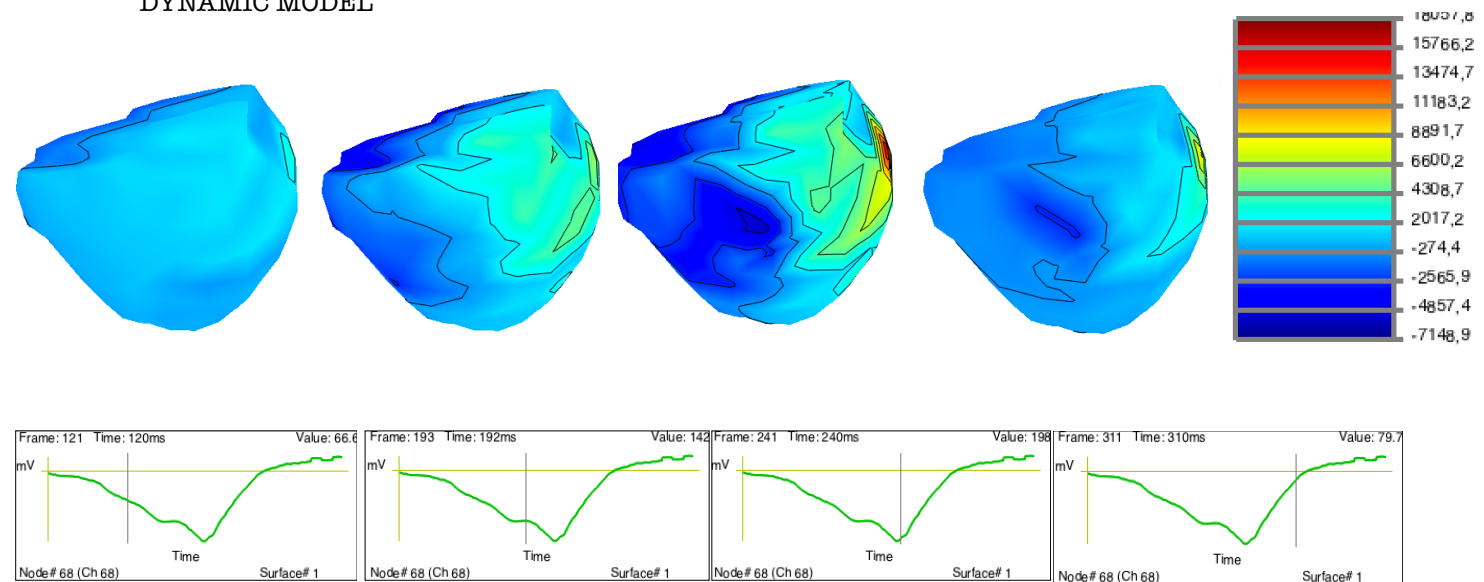 DYNAMIC MODEL
18057,8
15766,2
13474,7
11183,2
8891,7
6600,2
4308,7
2017,2
-274,4
-2565,9
-4857,4
-7148,9
Frame: 121 Time: 120ms Value: 66.6
mV
Time
Node# 68 (Ch 68) Surface# 1
Frame: 193 Time: 192ms Value: 142
mV
Time
Node# 68 (Ch 68) Surface# 1
Frame: 241 Time: 240ms Value: 198
mV
Time
Node# 68 (Ch 68) Surface# 1
Frame: 311 Time: 310ms Value: 79.7
mV
Time
Node# 68 (Ch 68) Surface# 1